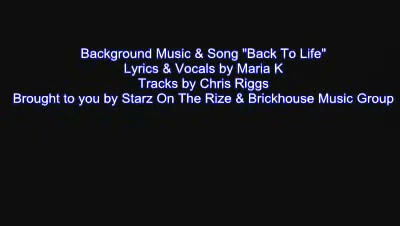 Background Music & Song "Back To Life"
Lyrics & Vocals by Maria K
Tracks by Chris Riggs
Brought to you by Starz On The Rize & Brickhouse Music Group